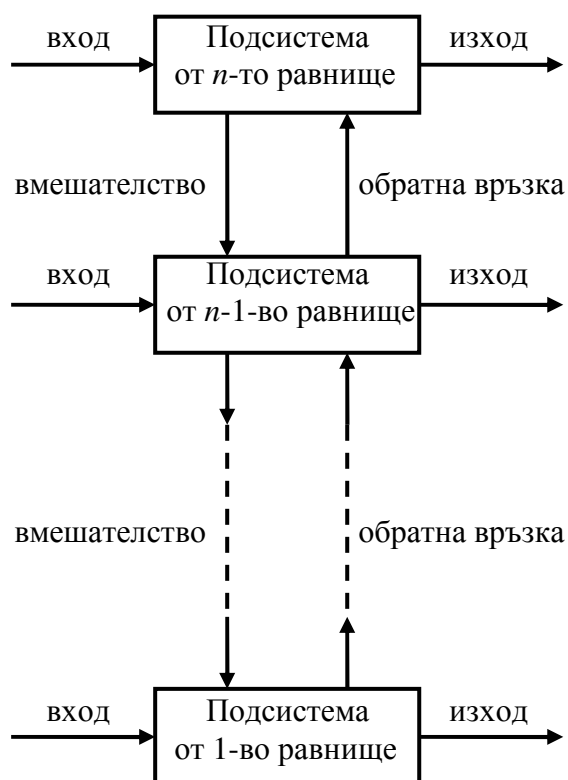 вход
Подсистема
от n-то равнище
изход
вмешателство
обратна връзка
вход
Подсистема
от n-1-во равнище
изход
вмешателство
обратна връзка
вход
Подсистема
от 1-во равнище
изход